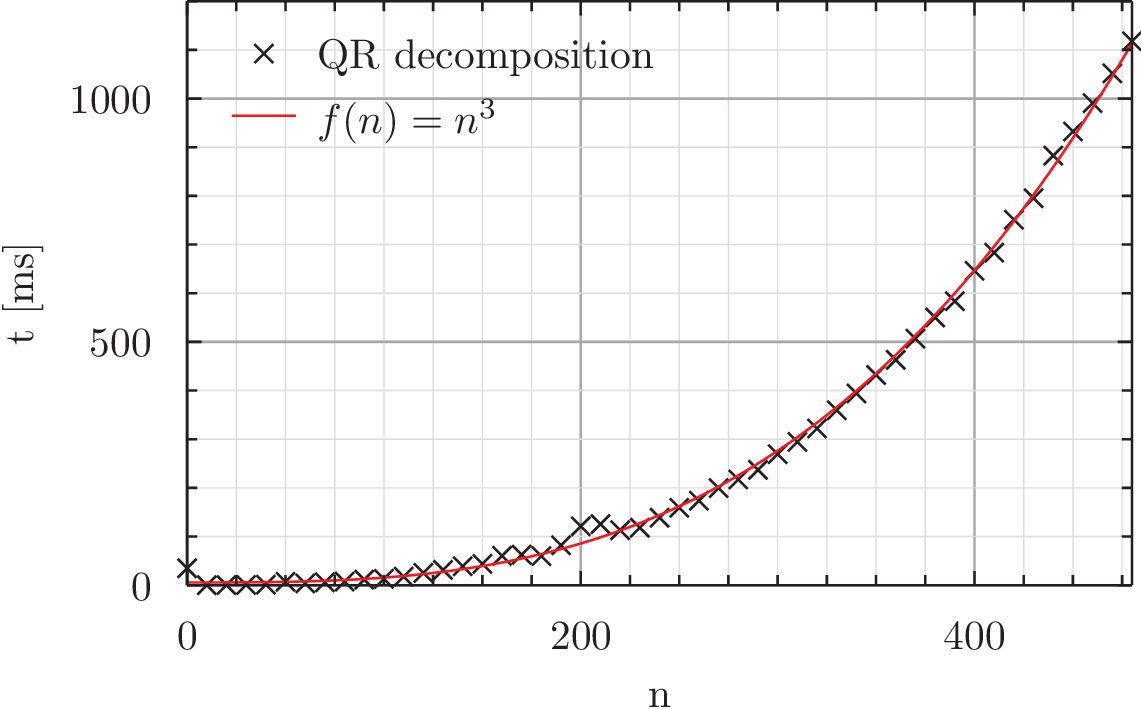 QR decomposition
f(n) = n³
1000
500
0
t [ms]
0 200 400
n